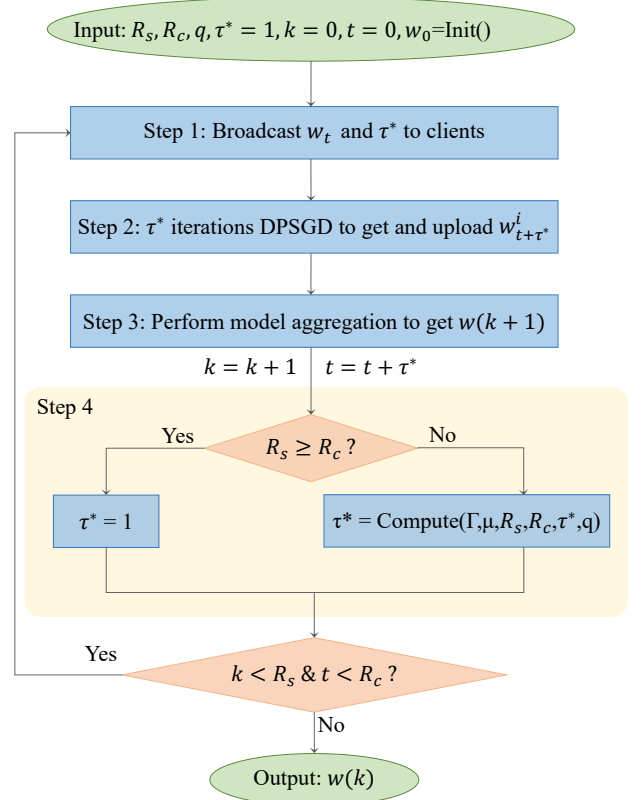 Input: R_s, R_c, q, τ* = 1, k = 0, t = 0, w_0=Init()
Step 1: Broadcast w_t and τ* to clients
Step 2: τ* iterations DPSGD to get and upload w^i_{t+τ*}
Step 3: Perform model aggregation to get w(k + 1)
k = k + 1 t = t + τ*
Step 4
Yes
No
R_s ≥ R_c ?
τ* = 1
τ* = Compute(Γ,μ,R_s,R_c,τ*,q)
Yes
k < R_s & t < R_c ?
No
Output: w(k)